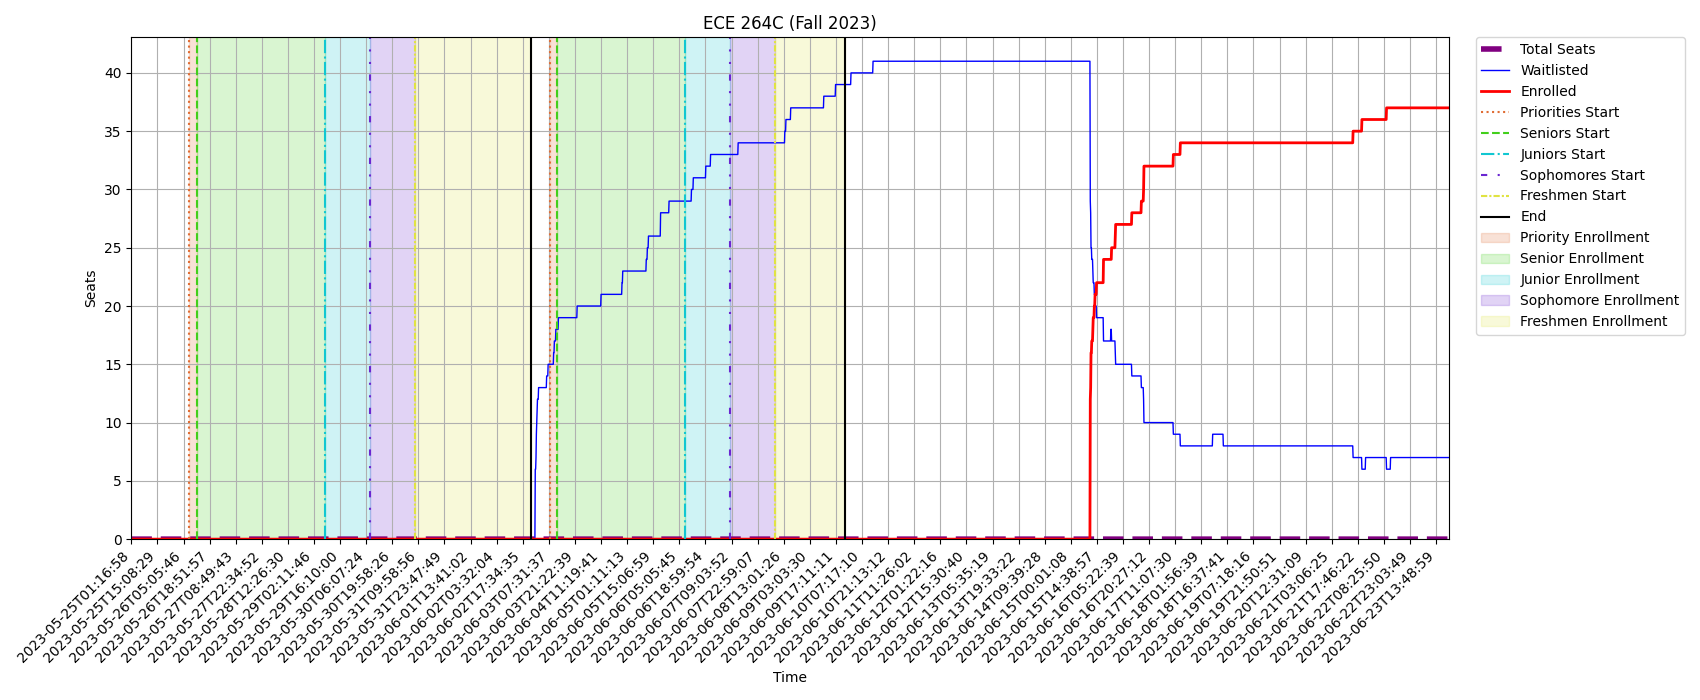 ECE 264C (Fall 2023)
Seats
40
35
30
25
20
15
10
5
0
2023-05-25T01:16:58
2023-05-25T15:08:29
2023-05-26T05:05:46
2023-05-26T18:51:57
2023-05-27T08:49:43
2023-05-27T22:34:52
2023-05-28T12:26:30
2023-05-29T02:11:46
2023-05-29T16:10:00
2023-05-30T06:07:24
2023-05-30T19:58:26
2023-05-31T09:58:56
2023-05-31T23:47:49
2023-06-01T13:41:02
2023-06-02T03:32:04
2023-06-02T17:34:35
2023-06-03T07:31:37
2023-06-03T21:22:39
2023-06-04T11:19:41
2023-06-05T01:11:13
2023-06-05T15:06:59
2023-06-06T05:05:45
2023-06-06T18:59:54
2023-06-07T09:03:52
2023-06-07T22:59:07
2023-06-08T13:01:26
2023-06-09T03:03:30
2023-06-09T17:11:11
2023-06-10T07:17:10
2023-06-10T21:13:12
2023-06-11T11:26:02
2023-06-12T01:22:16
2023-06-12T15:30:40
2023-06-13T05:35:19
2023-06-13T19:33:22
2023-06-14T09:39:28
2023-06-15T00:01:08
2023-06-15T14:38:57
2023-06-16T05:22:39
2023-06-16T20:27:12
2023-06-17T11:07:30
2023-06-18T01:56:39
2023-06-18T16:37:41
2023-06-19T07:18:16
2023-06-19T21:50:51
2023-06-20T12:31:09
2023-06-21T03:06:25
2023-06-21T17:46:22
2023-06-22T08:25:50
2023-06-22T23:03:49
2023-06-23T13:48:59
Time
Total Seats
Waitlisted
Enrolled
Priorities Start
Seniors Start
Juniors Start
Sophomores Start
Freshmen Start
End
Priority Enrollment
Senior Enrollment
Junior Enrollment
Sophomore Enrollment
Freshmen Enrollment